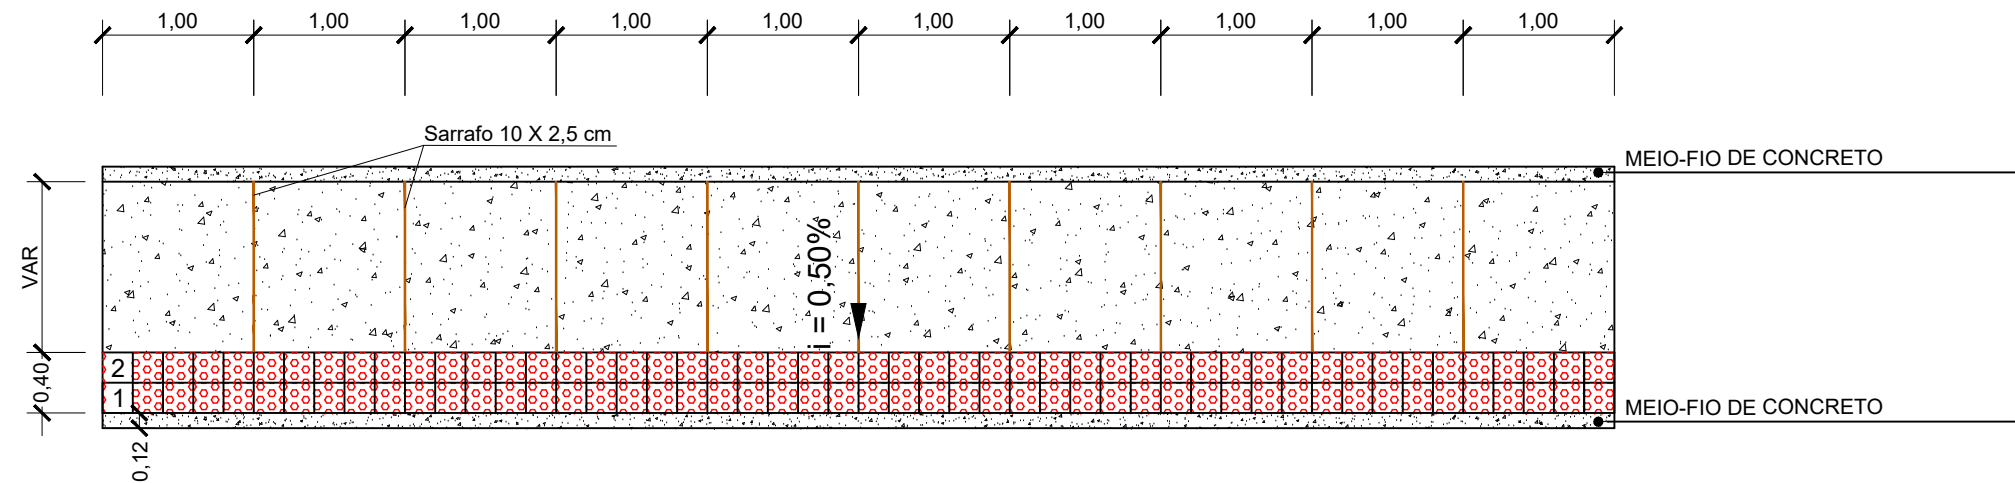 1,00 1,00 1,00 1,00 1,00 1,00 1,00 1,00 1,00 1,00
Sarrafo 10 X 2,5 cm
MEIO-FIO DE CONCRETO
VAR
i = 0,50%
2
0,40
1
MEIO-FIO DE CONCRETO
0,12